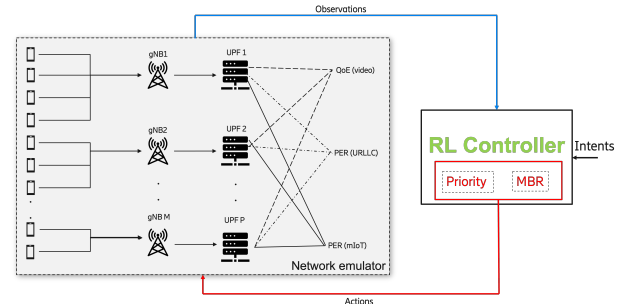 Observations
gNB1
UPF 1
QoE (video)
gNB2
UPF 2
PER (URLLC)
RL Controller
Intents
Priority
MBR
gNB M
UPF P
PER (mIoT)
Network emulator
Actions